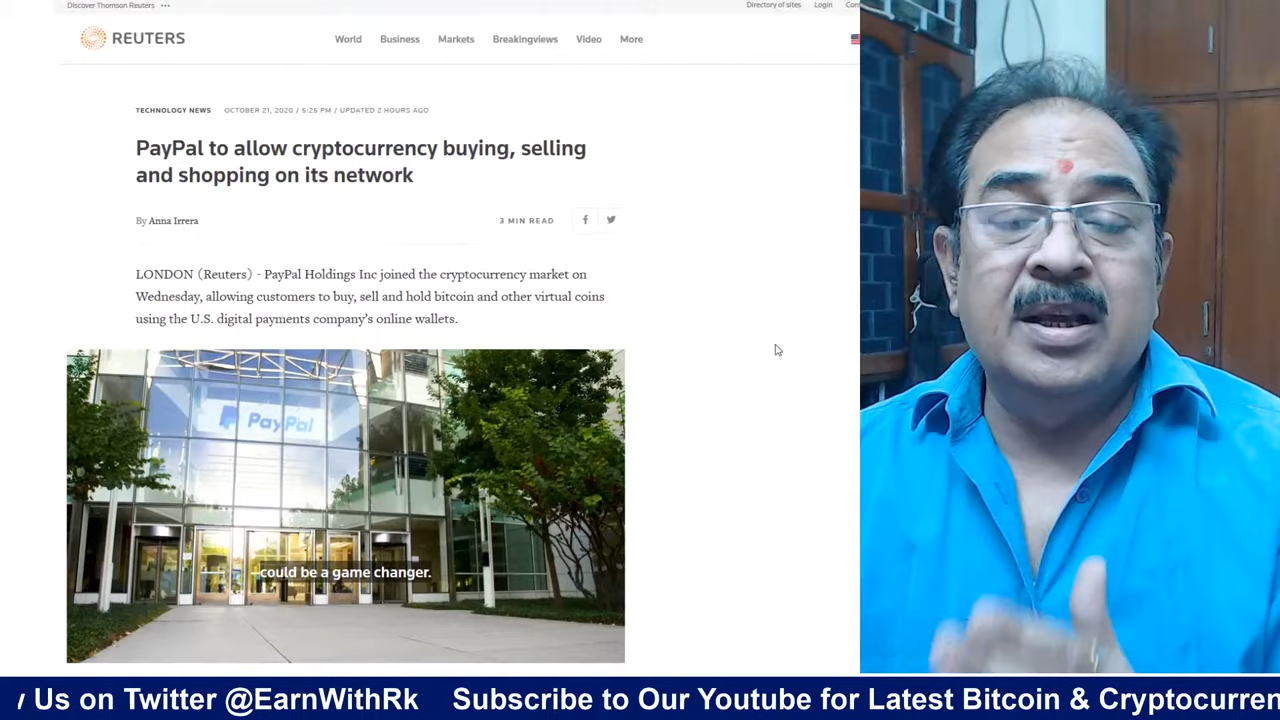 Discover Thomson Reuters
Directory of sites Login
REUTERS
World Business Markets Breakingviews Video More
TECHNOLOGY NEWS OCTOBER 21, 2020 / 5:25 PM / UPDATED 2 HOURS AGO
PayPal to allow cryptocurrency buying, selling
and shopping on its network
By Anna Irrera
3 MIN READ
LONDON (Reuters) - PayPal Holdings Inc joined the cryptocurrency market on
Wednesday, allowing customers to buy, sell and hold bitcoin and other virtual coins
using the U.S. digital payments company’s online wallets.
PayPal
—could be a game changer.
Us on Twitter @EarnWithRk Subscribe to Our Youtube for Latest Bitcoin &